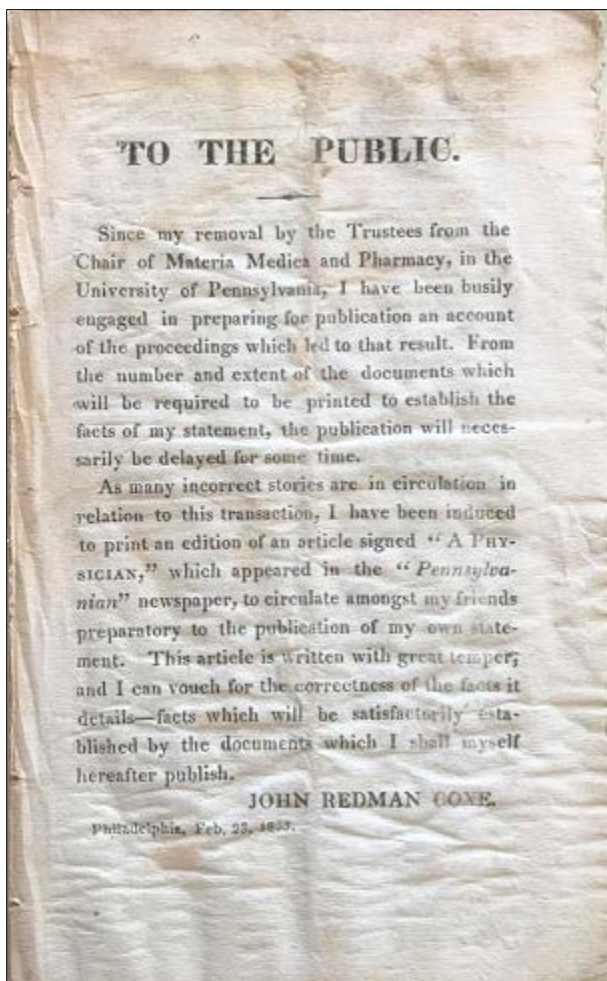 TO THE PUBLIC.
Since my removal by the Trustees from the
Chair of Materia Medica and Pharmacy, in the
University of Pennsylvania, I have been busily
engaged in preparing for publication an account
of the proceedings which led to that result. From
the number and extent of the documents which
will be required to be printed to establish the
facts of my statement, the publication will neces-
sarily be delayed for some time.
As many incorrect stories are in circulation in
relation to this transaction, I have been induced
to print an edition of an article signed “A PHY-
SICIAN,” which appeared in the “Pennsylva-
nian” newspaper, to circulate amongst my friends
preparatory to the publication of my own state-
ment. This article is written with great temper;
and I can vouch for the correctness of the facts it
details—facts which will be satisfactorily esta-
blished by the documents which I shall myself
hereafter publish.
JOHN REDMAN COXE.
Philadelphia, Feb, 23,